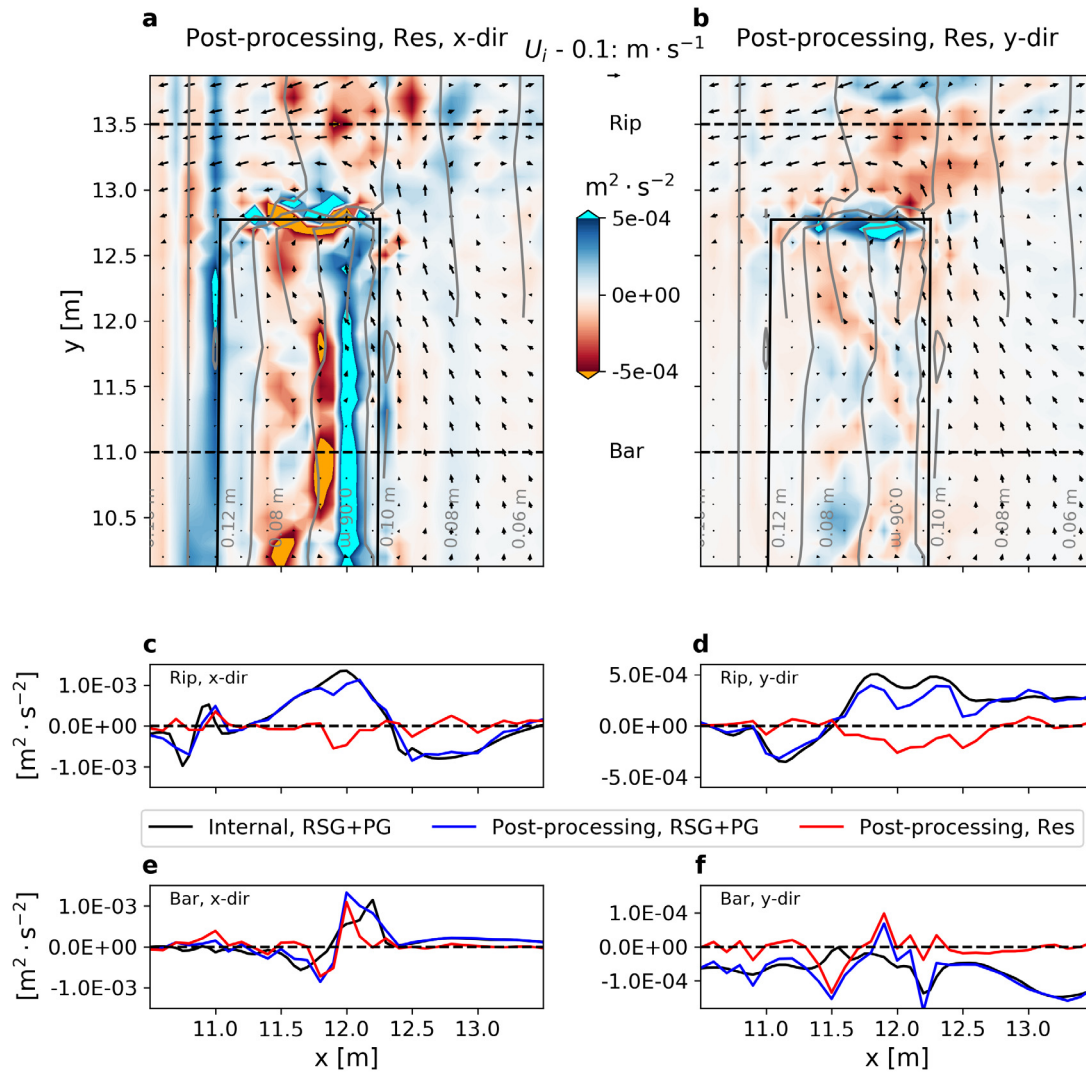 a
b
Post-processing, Res, x-dir
U_i - 0.1: m · s⁻¹
Post-processing, Res, y-dir
y [m]
13.5
13.0
12.5
12.0
11.5
11.0
10.5
Rip
m² · s⁻²
5e-04
0e+00
-5e-04
Bar
0.12 m
0.08 m
0.06 m
0.10 m
0.08 m
0.06 m
0.12 m
0.08 m
0.06 m
0.10 m
0.08 m
0.06 m
c
d
[m² · s⁻²]
1.0E-03
0.0E+00
-1.0E-03
Rip, x-dir
5.0E-04
0.0E+00
-5.0E-04
Rip, y-dir
Internal, RSG+PG
Post-processing, RSG+PG
Post-processing, Res
e
f
[m² · s⁻²]
1.0E-03
0.0E+00
-1.0E-03
Bar, x-dir
1.0E-04
0.0E+00
-1.0E-04
Bar, y-dir
11.0 11.5 12.0 12.5 13.0
11.0 11.5 12.0 12.5 13.0
x [m]
x [m]